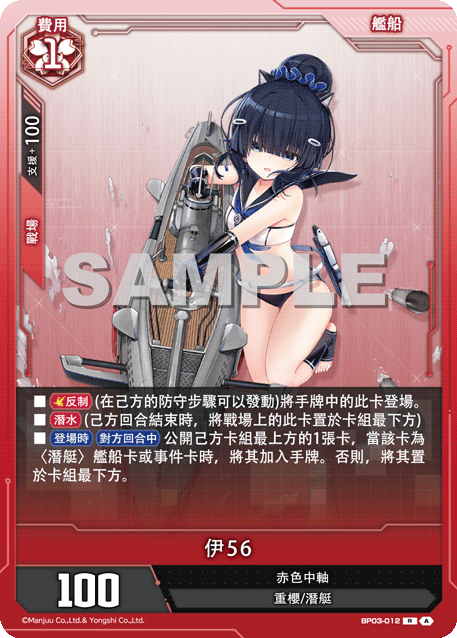 費用
艦船
1
支援+100
戰場
SAMPLE
■ 反制 (在己方的防守步驟可以發動)將手牌中的此卡登場。
■ 潛水 (己方回合結束時，將戰場上的此卡置於卡組最下方)
■ 登場時 對方回合中 公開己方卡組最上方的1張卡，當該卡為
〈潛艇〉艦船卡或事件卡時，將其加入手牌。否則，將其置
於卡組最下方。
伊56
100
赤色中軸
重櫻/潛艇
©Manjuu Co.,Ltd. & Yongshi Co.,Ltd.
BP03-012 R A